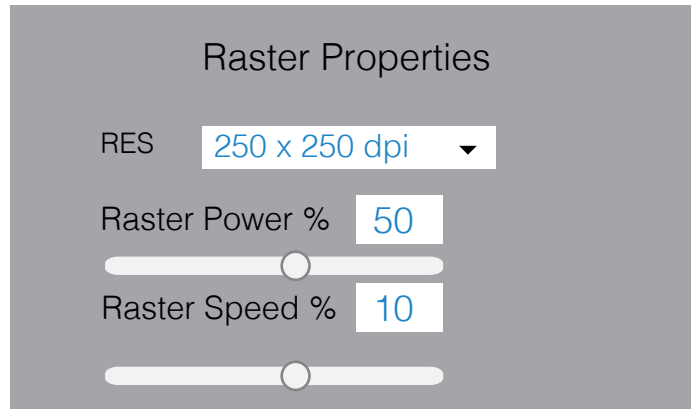 Raster Properties
RES 250 x 250 dpi
Raster Power % 50
Raster Speed % 10